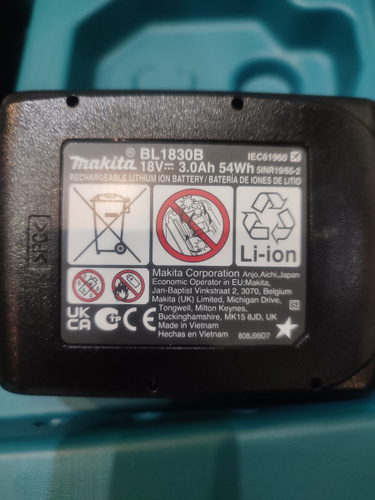 makita® BL1830B IEC61960
18V⎓ 3.0Ah 54Wh 5INR19/65-2
RECHARGEABLE LITHIUM ION BATTERY / BATERÍA DE IONES DE LITIO
Li-ion
Makita Corporation Anjo,Aichi,Japan
Economic Operator in EU:Makita,
Jan-Baptist Vinkstraat 2, 3070, Belgium
Makita (UK) Limited, Michigan Drive,
Tongwell, Milton Keynes,
Buckinghamshire, MK15 8JD, UK
Made in Vietnam
Hechas en Vietnam 808J99D7
UK
CA TP CE